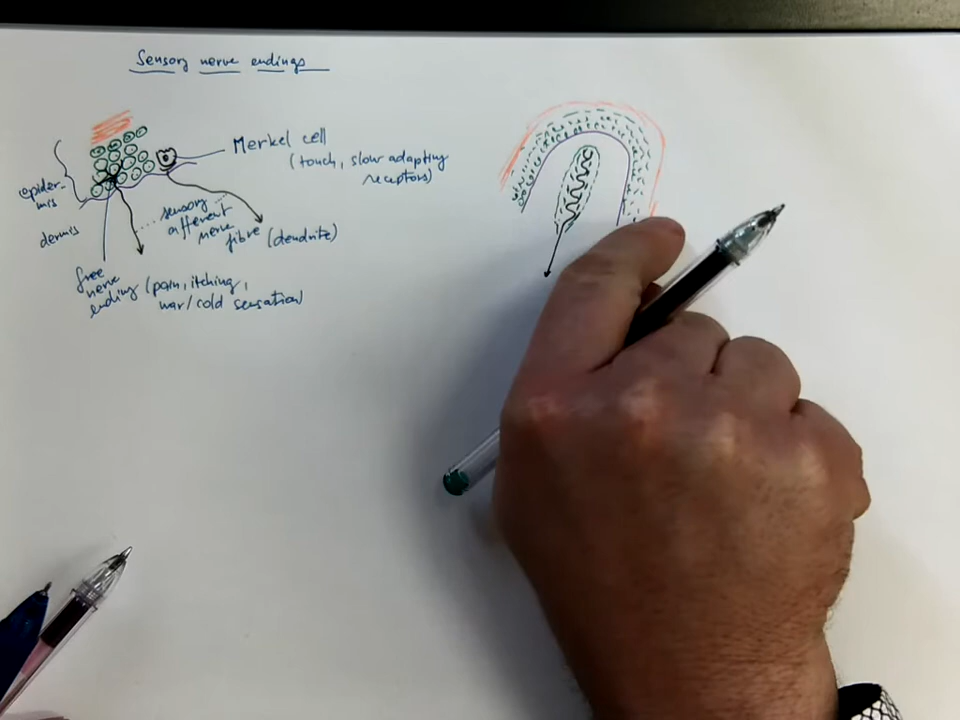 Sensory nerve endings
Merkel cell
(touch, slow adapting
receptors)
epider-
mis
dermis
sensory
afferent
nerve
fibre (dendrite)
free
nerve
ending (pain, itching,
war/cold sensation)